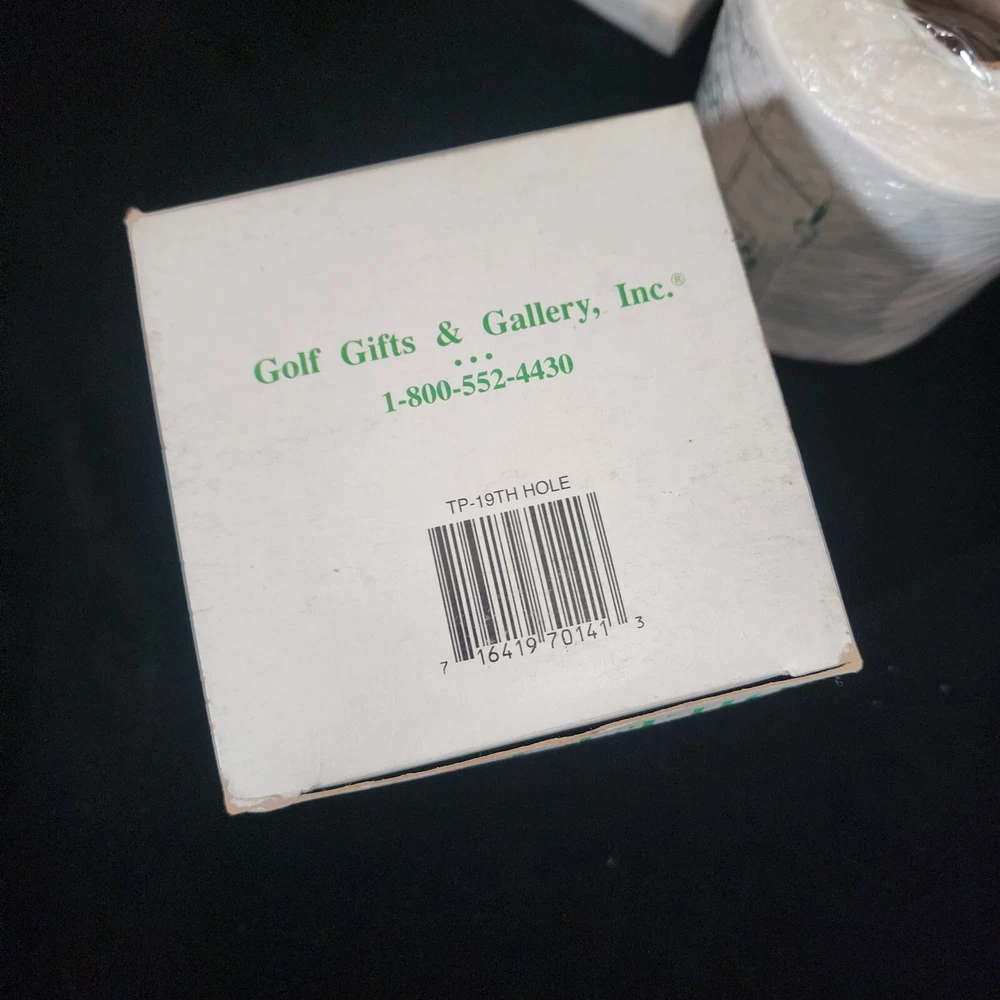 Golf Gifts & Gallery, Inc.®
• • •
1-800-552-4430
TP-19TH HOLE
7 16419 70141 3